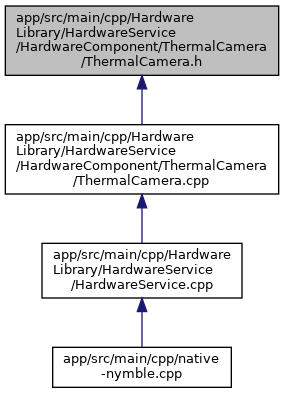 app/src/main/cpp/Hardware
Library/HardwareService
/HardwareComponent/ThermalCamera
/ThermalCamera.h
app/src/main/cpp/Hardware
Library/HardwareService
/HardwareComponent/ThermalCamera
/ThermalCamera.cpp
app/src/main/cpp/Hardware
Library/HardwareService
/HardwareService.cpp
app/src/main/cpp/native
-nymble.cpp